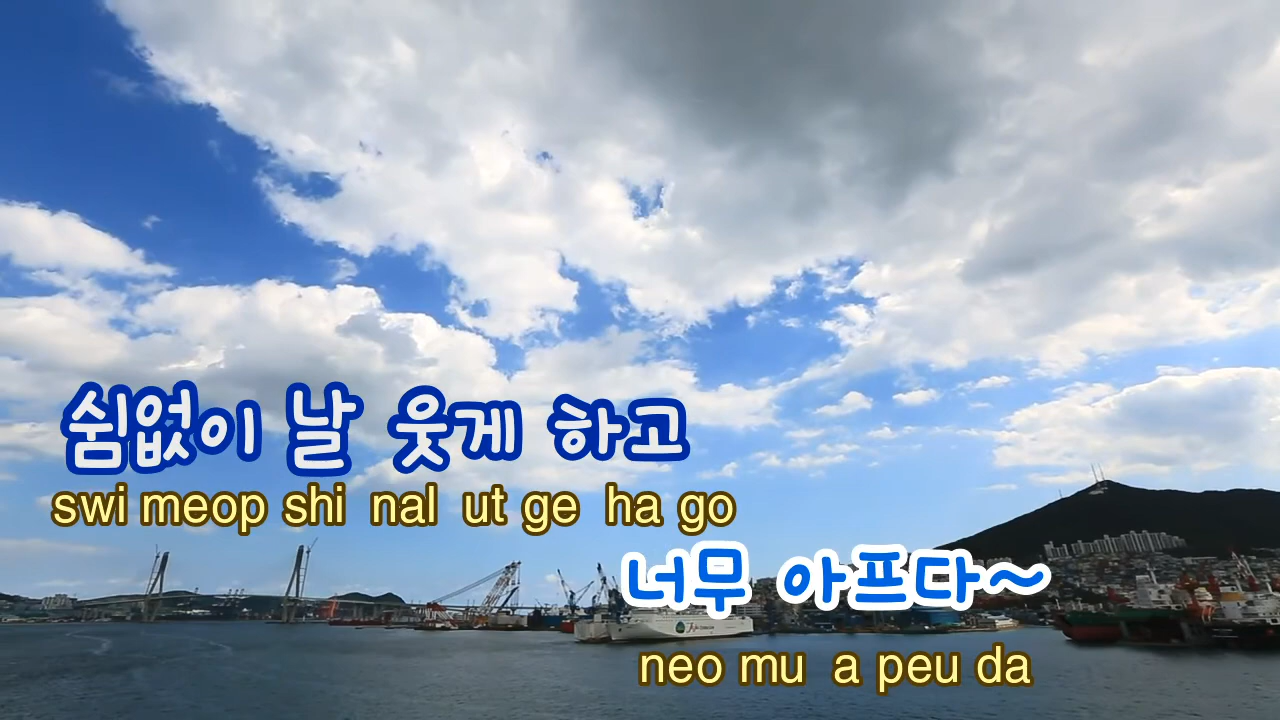 쉼없이 날 웃게 하고
swi meop shi nal ut ge ha go
너무 아프다~
neo mu a peu da